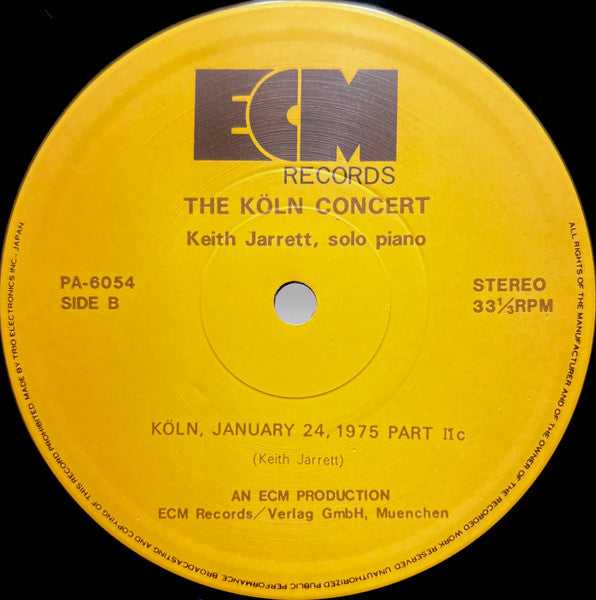 ECM
RECORDS
THE KÖLN CONCERT
Keith Jarrett, solo piano
PA-6054
SIDE B
STEREO
33⅓RPM
KÖLN, JANUARY 24, 1975 PART IIc
(Keith Jarrett)
AN ECM PRODUCTION
ECM Records/Verlag GmbH, Muenchen
ALL RIGHTS OF THE MANUFACTURER AND OF THE OWNER OF THE RECORDED WORK RESERVED. UNAUTHORIZED PUBLIC PERFORMANCE, BROADCASTING AND COPYING OF THIS RECORD PROHIBITED MADE BY TRIO ELECTRONICS INC., JAPAN.